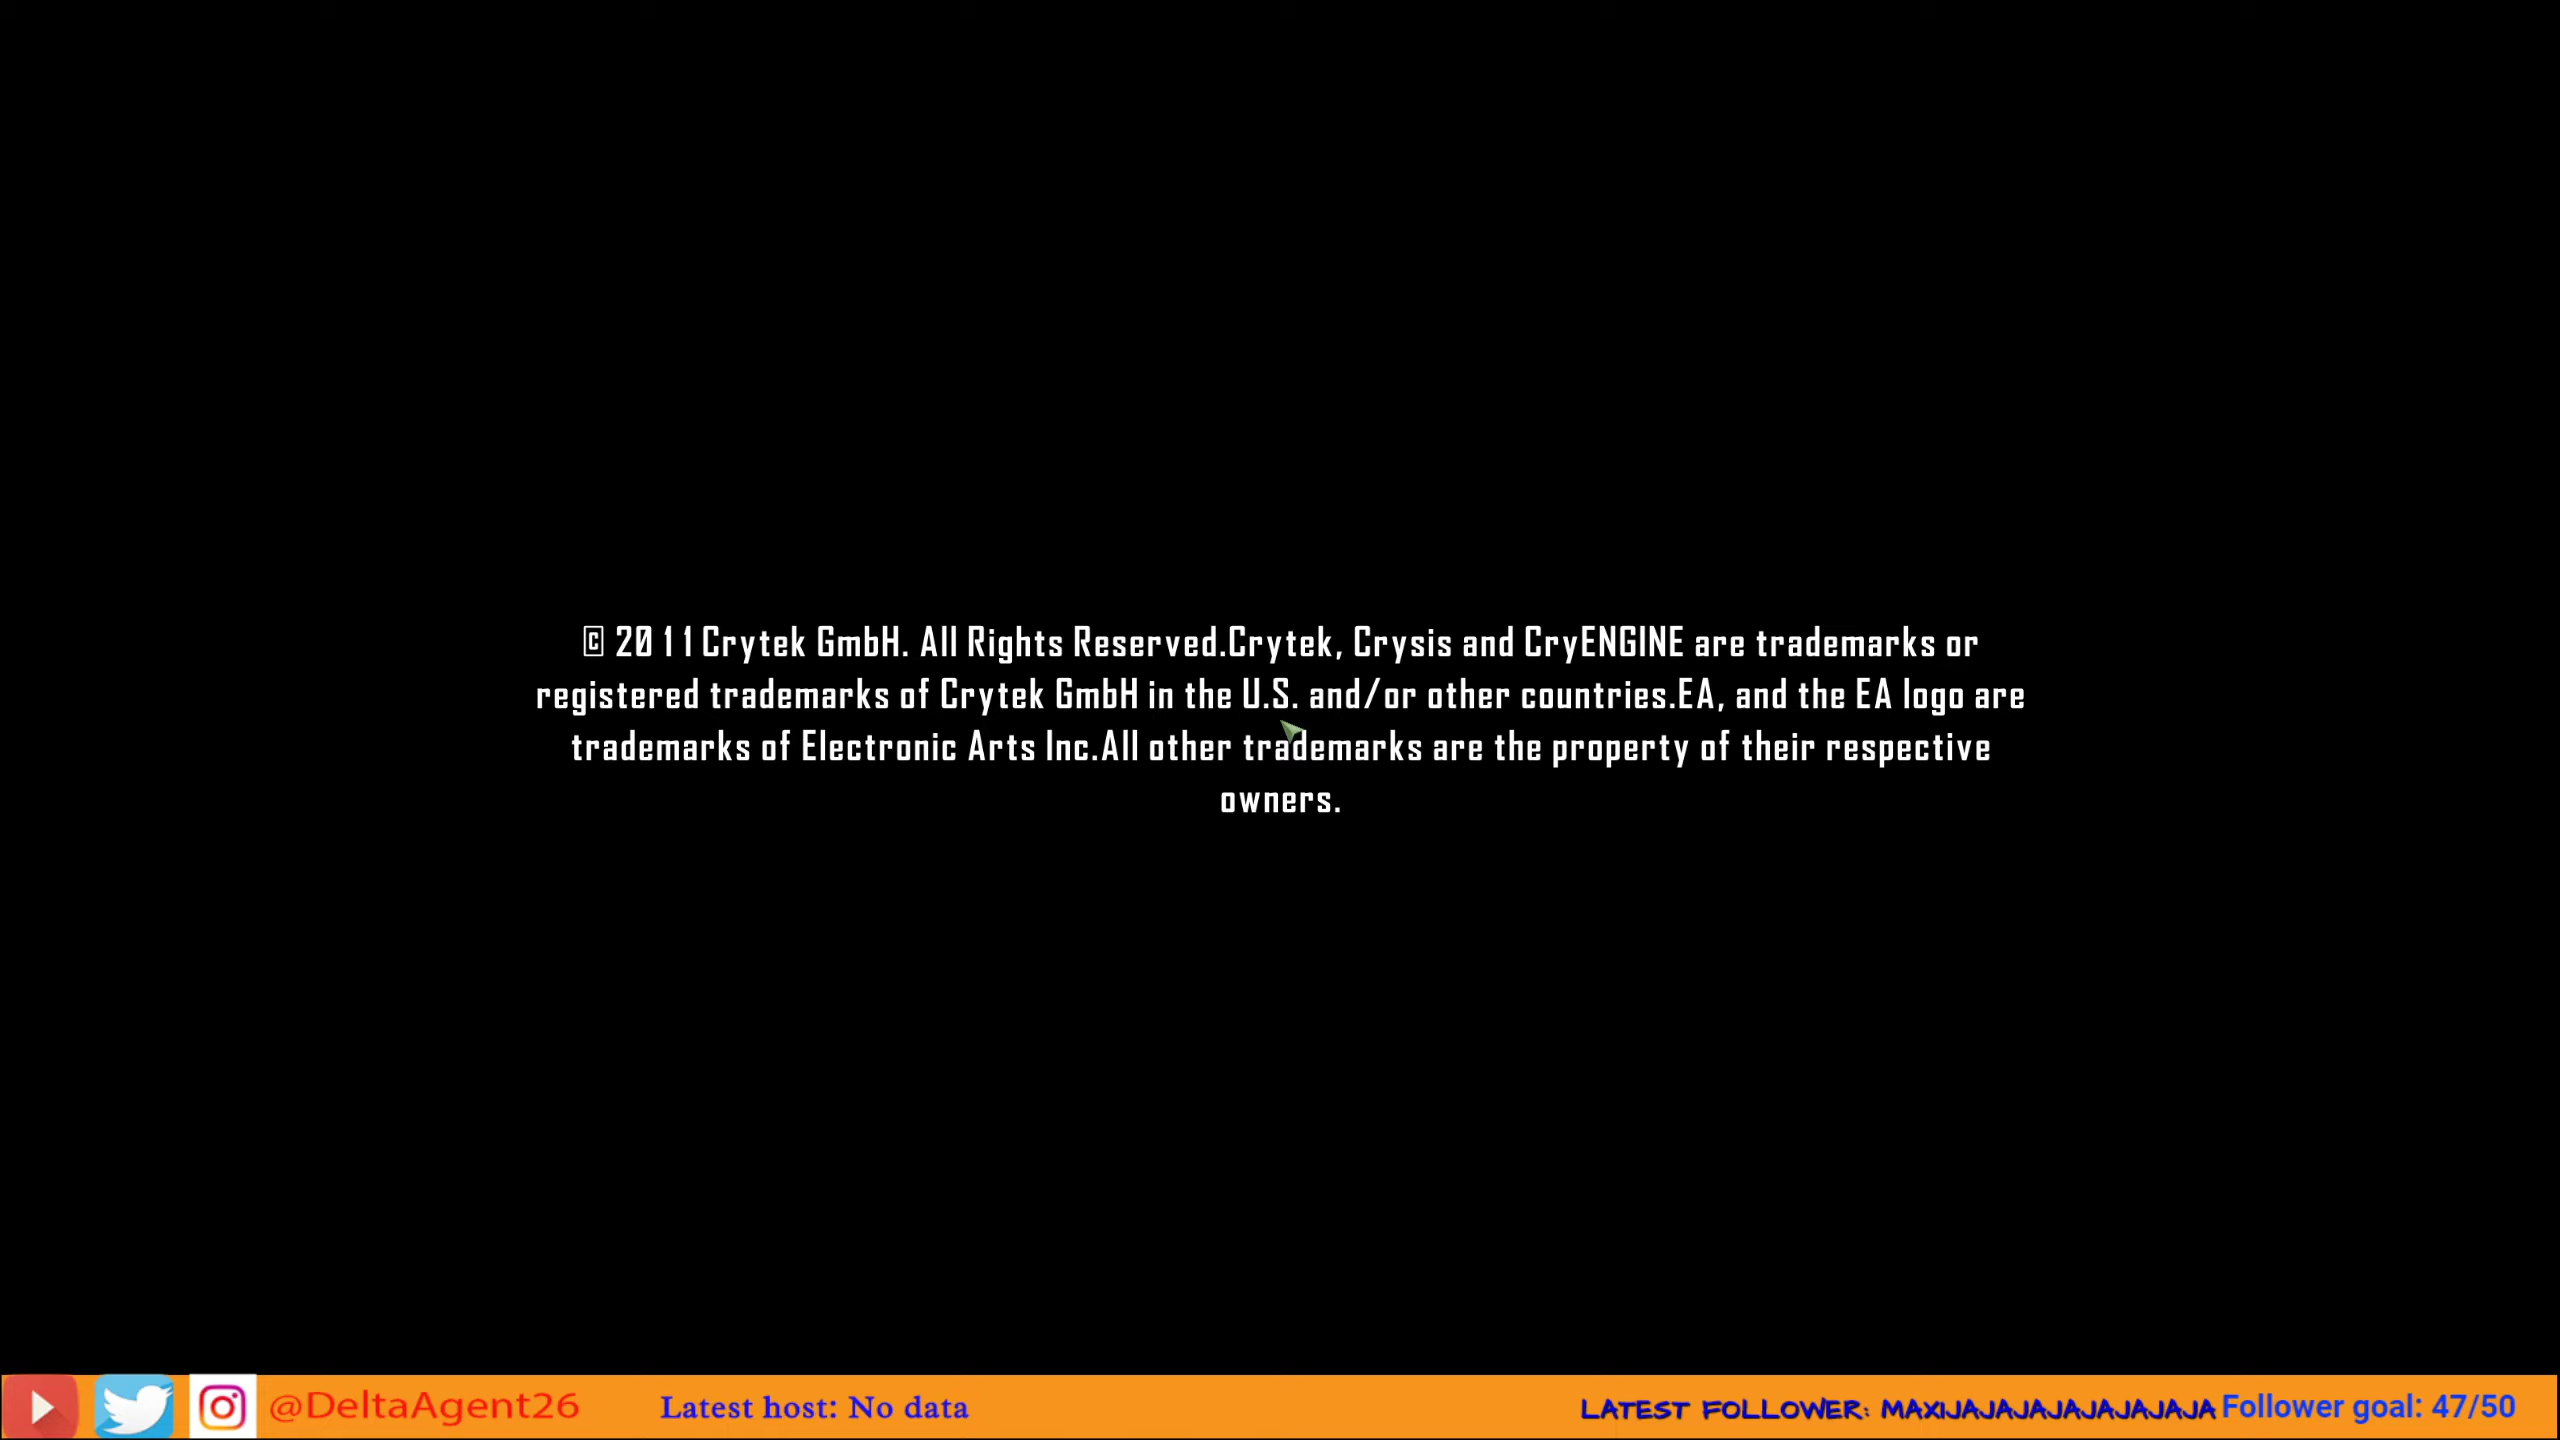 © 2011 Crytek GmbH. All Rights Reserved.Crytek, Crysis and CryENGINE are trademarks or
registered trademarks of Crytek GmbH in the U.S. and/or other countries.EA, and the EA logo are
trademarks of Electronic Arts Inc.All other trademarks are the property of their respective
owners.
@DeltaAgent26 Latest host: No data LATEST FOLLOWER: MAXIJAJAJAJAJAJAJAJA Follower goal: 47/50